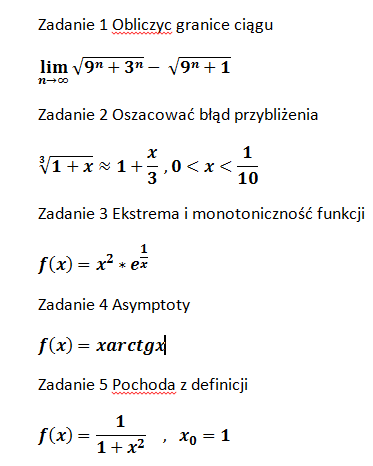 Zadanie 1 Obliczyc granice ciągu
lim n→∞ √(9ⁿ + 3ⁿ) − √(9ⁿ + 1)
Zadanie 2 Oszacować błąd przybliżenia
∛(1 + x) ≈ 1 + x/3 , 0 < x < 1/10
Zadanie 3 Ekstrema i monotoniczność funkcji
f(x) = x² * e^(1/x)
Zadanie 4 Asymptoty
f(x) = xarctgx
Zadanie 5 Pochoda z definicji
f(x) = 1/(1 + x²) , x₀ = 1